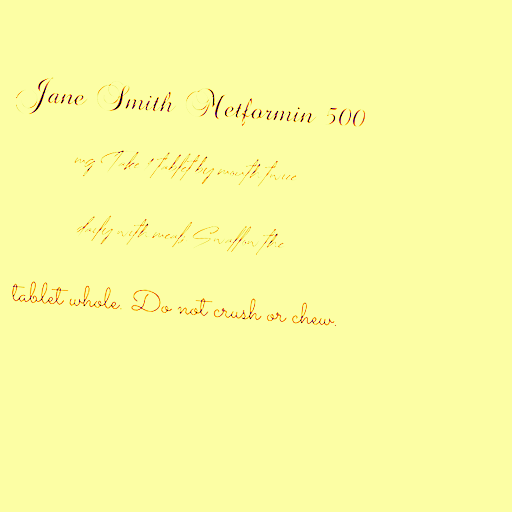 Jane Smith Metformin 500
mg Take 1 tablet by mouth twice
daily with meals Swallow the
tablet whole. Do not crush or chew.